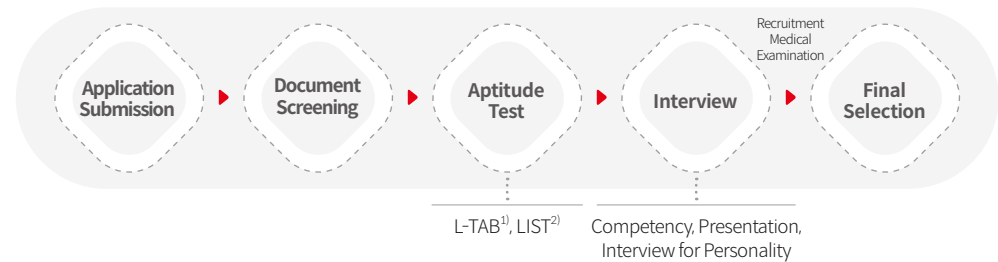 Application
Submission
Document
Screening
Aptitude
Test
Interview
Recruitment
Medical
Examination
Final
Selection
L-TAB1), LIST2)
Competency, Presentation,
Interview for Personality